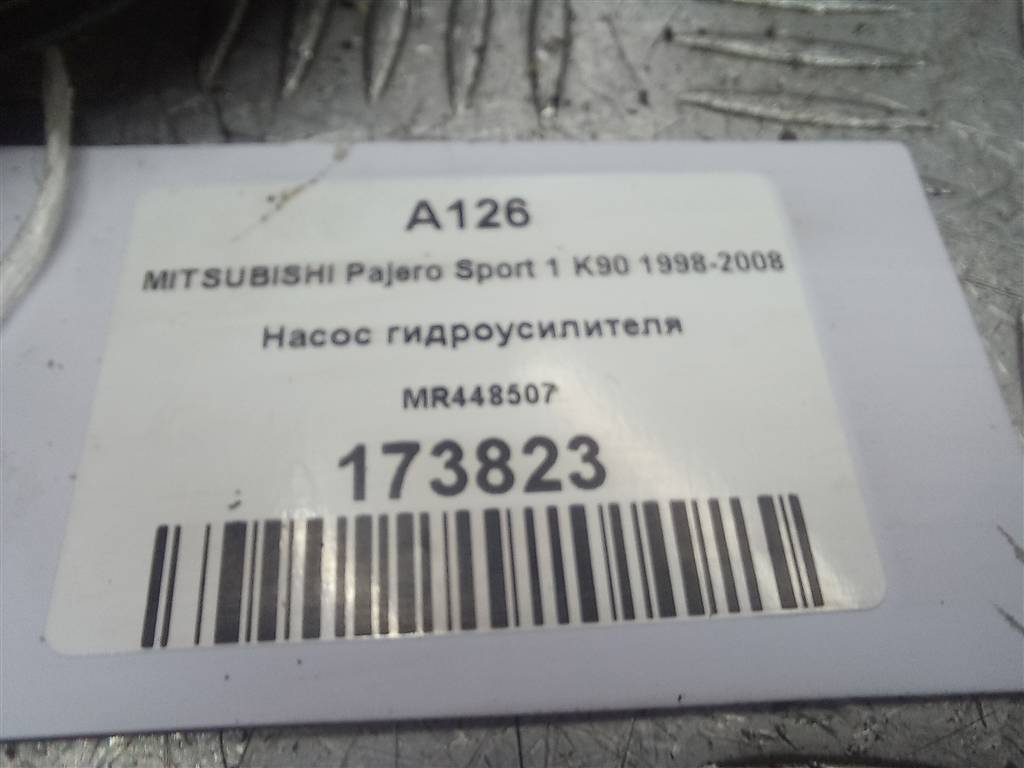 A126
MITSUBISHI Pajero Sport 1 K90 1998-2008
Насос гидроусилителя
MR448507
173823